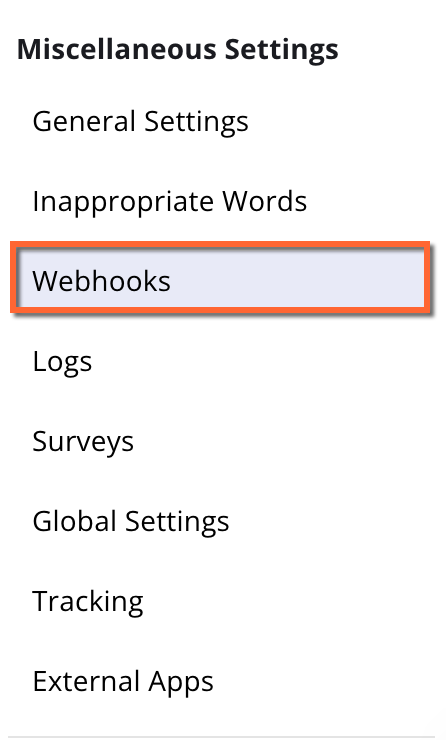 Miscellaneous Settings
General Settings
Inappropriate Words
Webhooks
Logs
Surveys
Global Settings
Tracking
External Apps